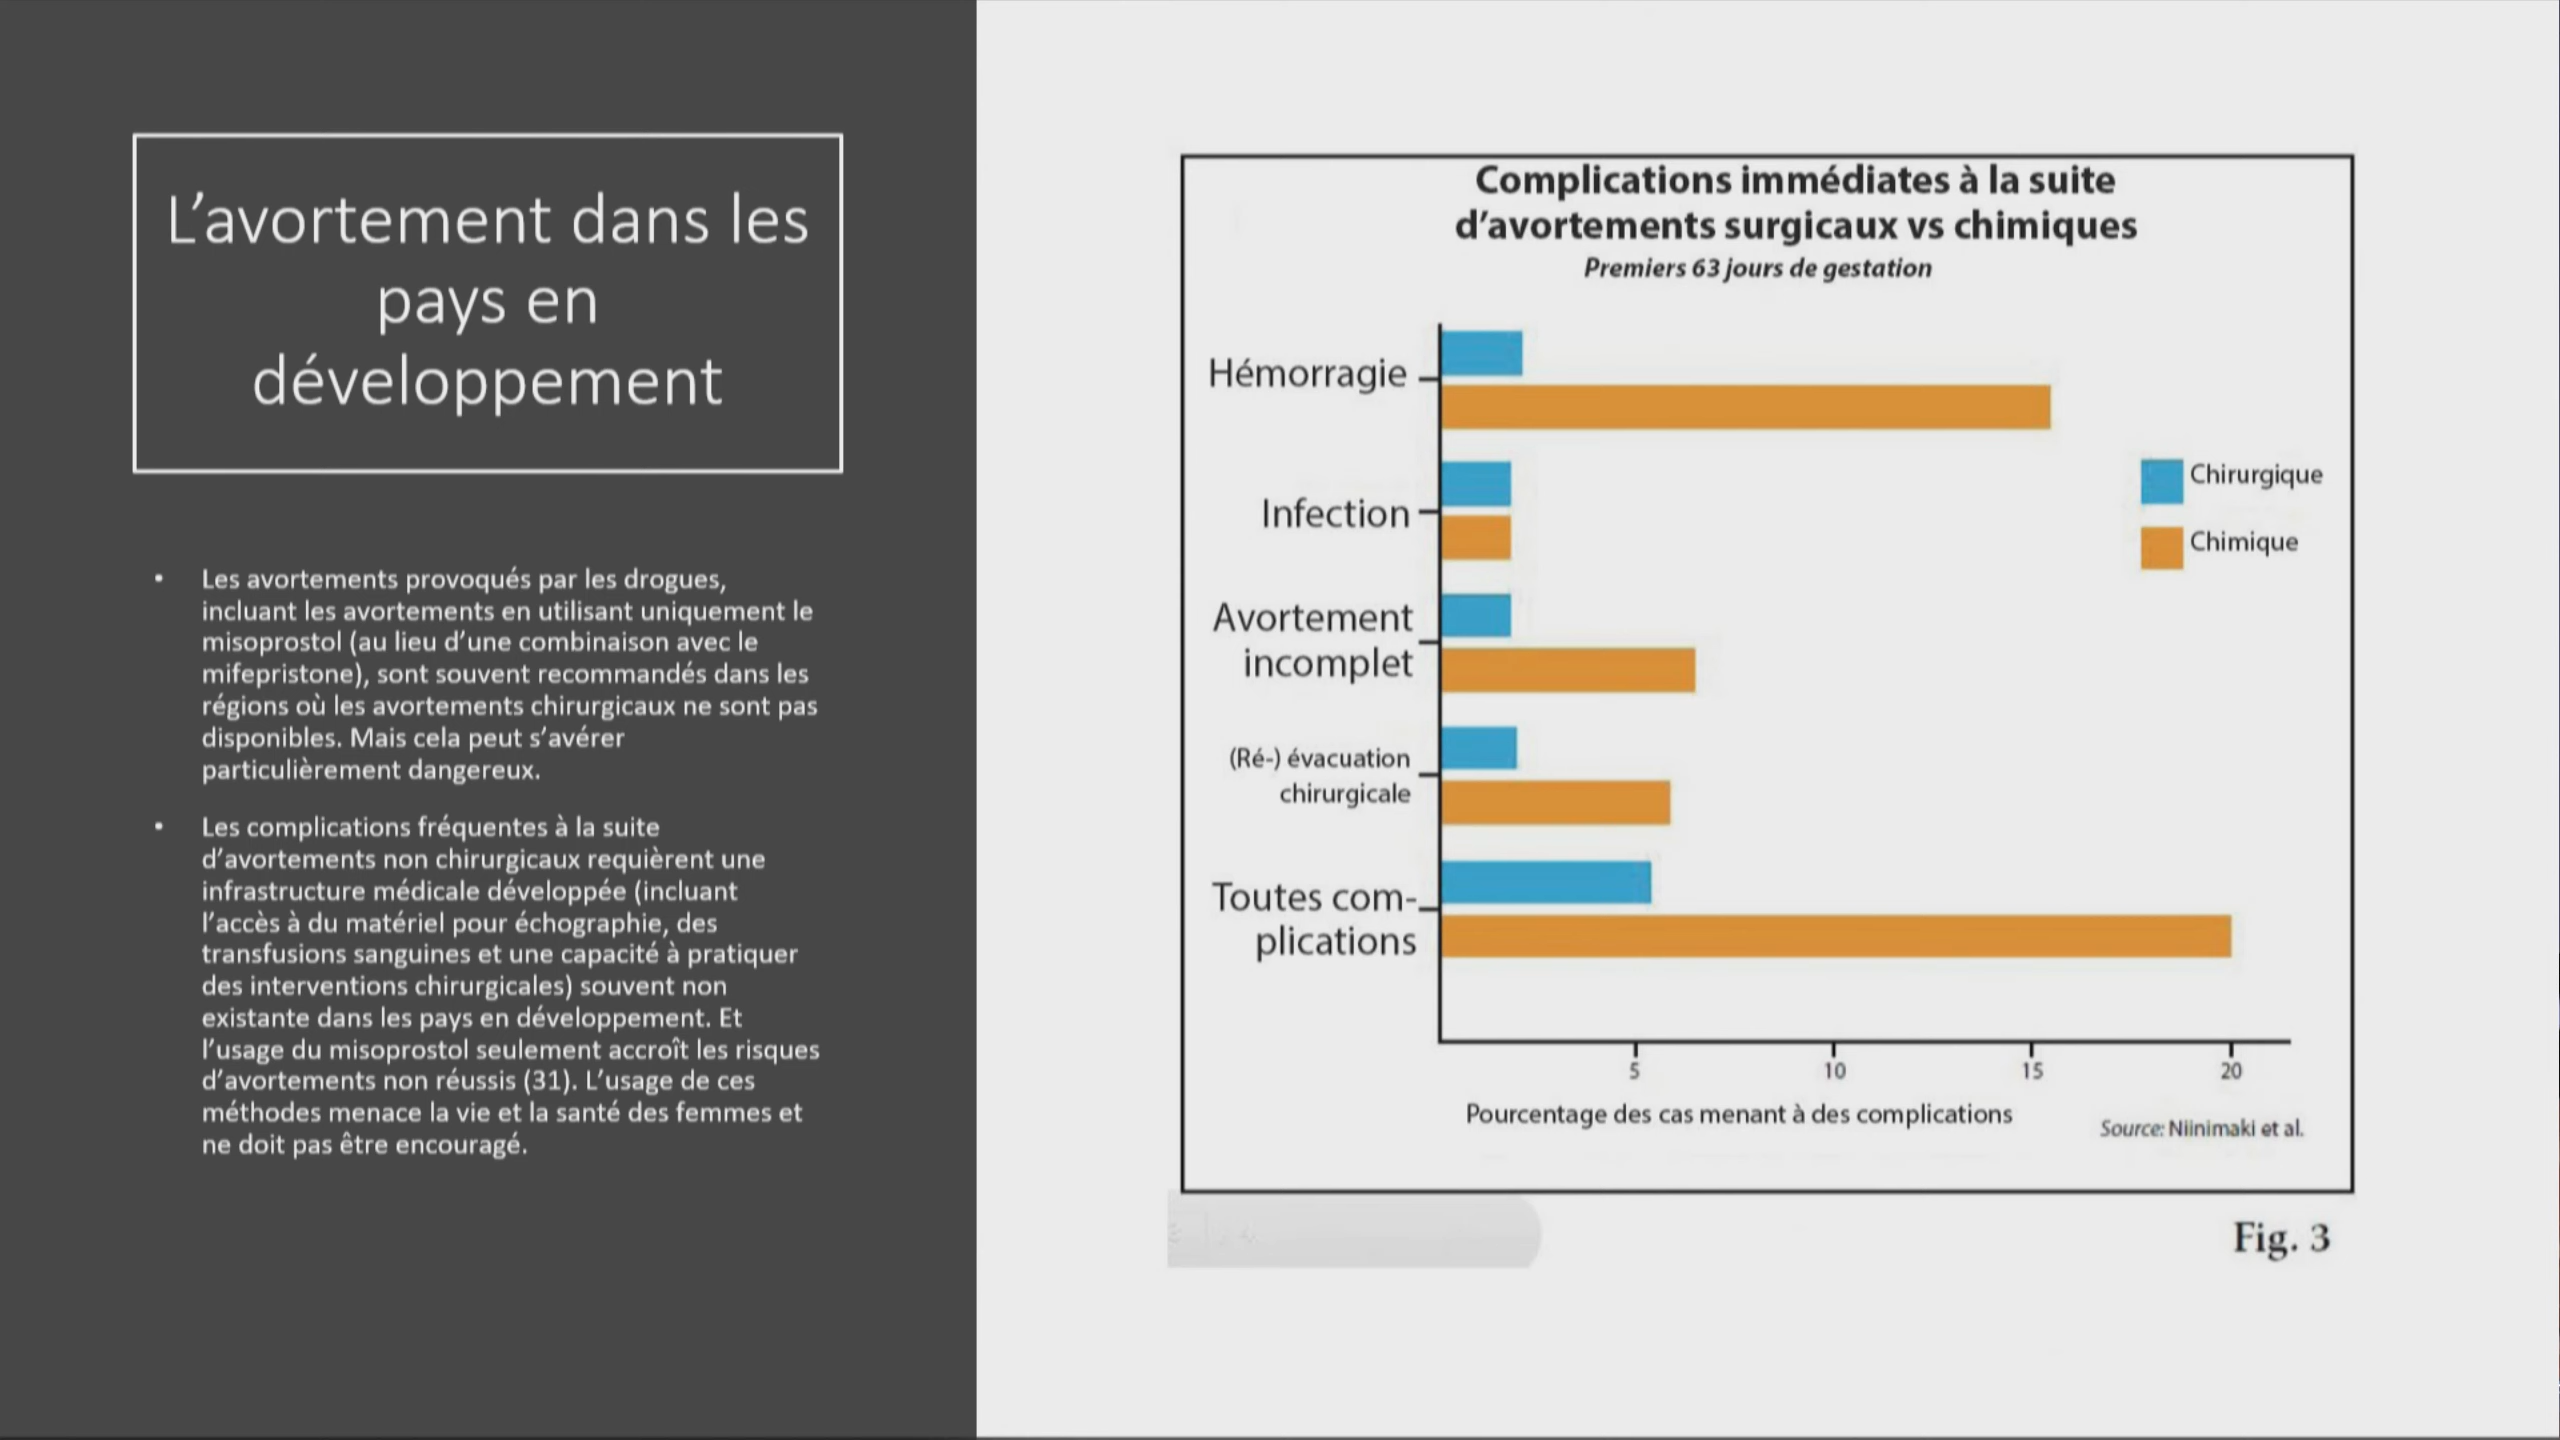 L’avortement dans les
pays en
développement
• Les avortements provoqués par les drogues,
incluant les avortements en utilisant uniquement le
misoprostol (au lieu d’une combinaison avec le
mifepristone), sont souvent recommandés dans les
régions où les avortements chirurgicaux ne sont pas
disponibles. Mais cela peut s’avérer
particulièrement dangereux.
• Les complications fréquentes à la suite
d’avortements non chirurgicaux requièrent une
infrastructure médicale développée (incluant
l’accès à du matériel pour échographie, des
transfusions sanguines et une capacité à pratiquer
des interventions chirurgicales) souvent non
existante dans les pays en développement. Et
l’usage du misoprostol seulement accroît les risques
d’avortements non réussis (31). L’usage de ces
méthodes menace la vie et la santé des femmes et
ne doit pas être encouragé.
Complications immédiates à la suite
d’avortements surgicaux vs chimiques
Premiers 63 jours de gestation
Hémorragie
Infection
Avortement
incomplet
(Ré-) évacuation
chirurgicale
Toutes com-
plications
Chirurgique
Chimique
5 10 15 20
Pourcentage des cas menant à des complications
Source: Niinimaki et al.
Fig. 3